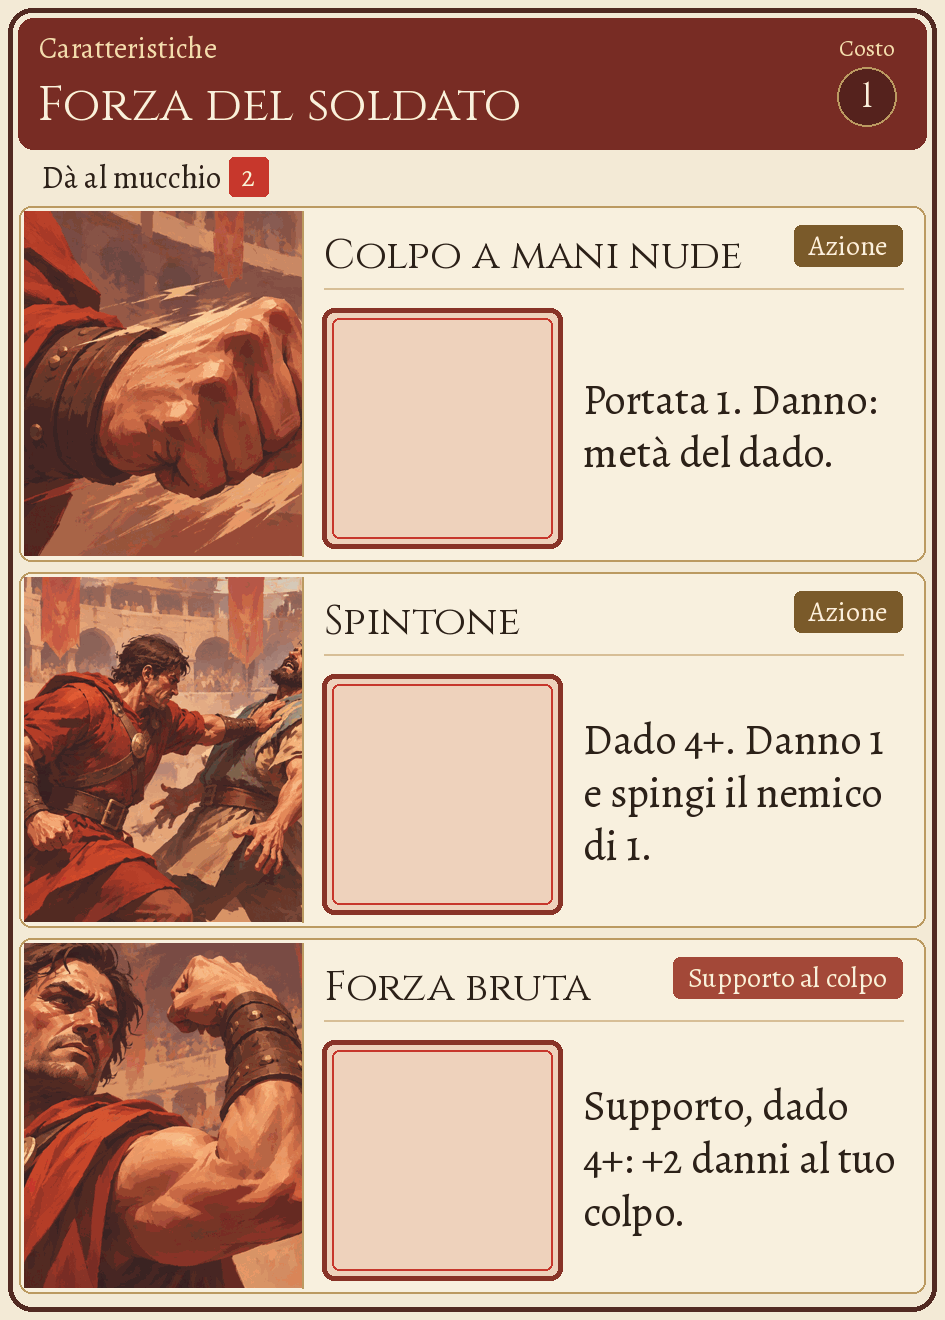 Caratteristiche
Costo
Forza del soldato
1
Dà al mucchio 2
Colpo a mani nude
Azione
Portata 1. Danno:
metà del dado.
Spintone
Azione
Dado 4+. Danno 1
e spingi il nemico
di 1.
Forza bruta
Supporto al colpo
Supporto, dado
4+: +2 danni al tuo
colpo.